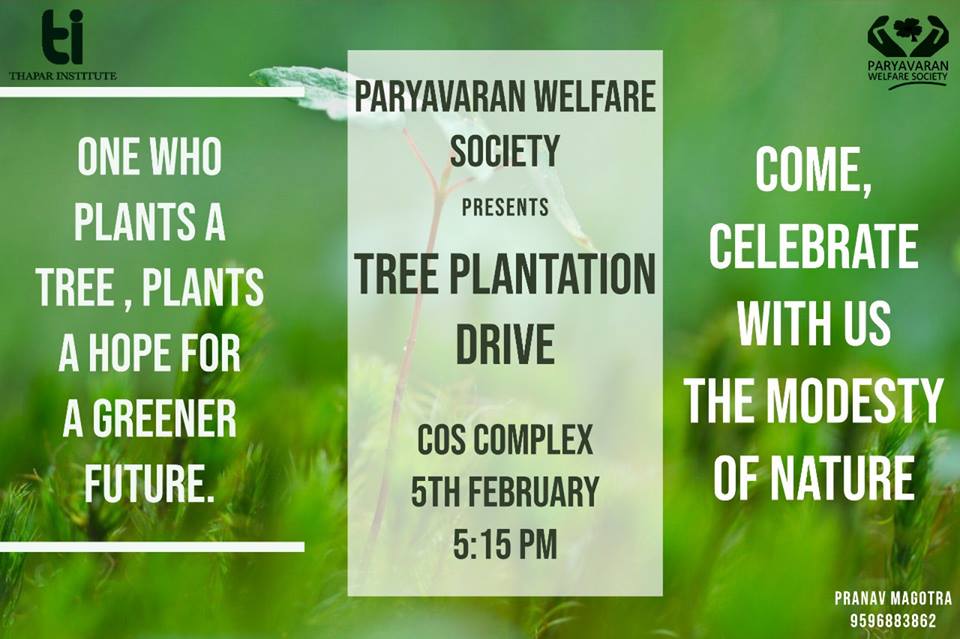 ti
THAPAR INSTITUTE
PARYAVARAN
WELFARE SOCIETY
ONE WHO
PLANTS A
TREE , PLANTS
A HOPE FOR
A GREENER
FUTURE.
PARYAVARAN WELFARE
SOCIETY
PRESENTS
TREE PLANTATION
DRIVE
COS COMPLEX
5TH FEBRUARY
5:15 PM
COME,
CELEBRATE
WITH US
THE MODESTY
OF NATURE
PRANAV MAGOTRA
9596883862